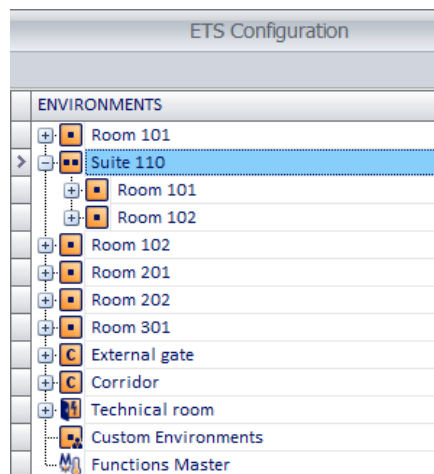 ETS Configuration
ENVIRONMENTS
Room 101
Suite 110
Room 101
Room 102
Room 102
Room 201
Room 202
Room 301
C External gate
C Corridor
Technical room
Custom Environments
Functions Master